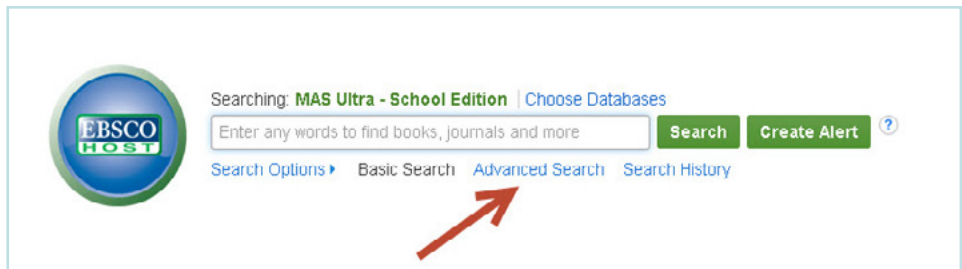 EBSCO
HOST
Searching: MAS Ultra - School Edition | Choose Databases
Enter any words to find books, journals and more
Search
Create Alert
?
Search Options
Basic Search
Advanced Search
Search History